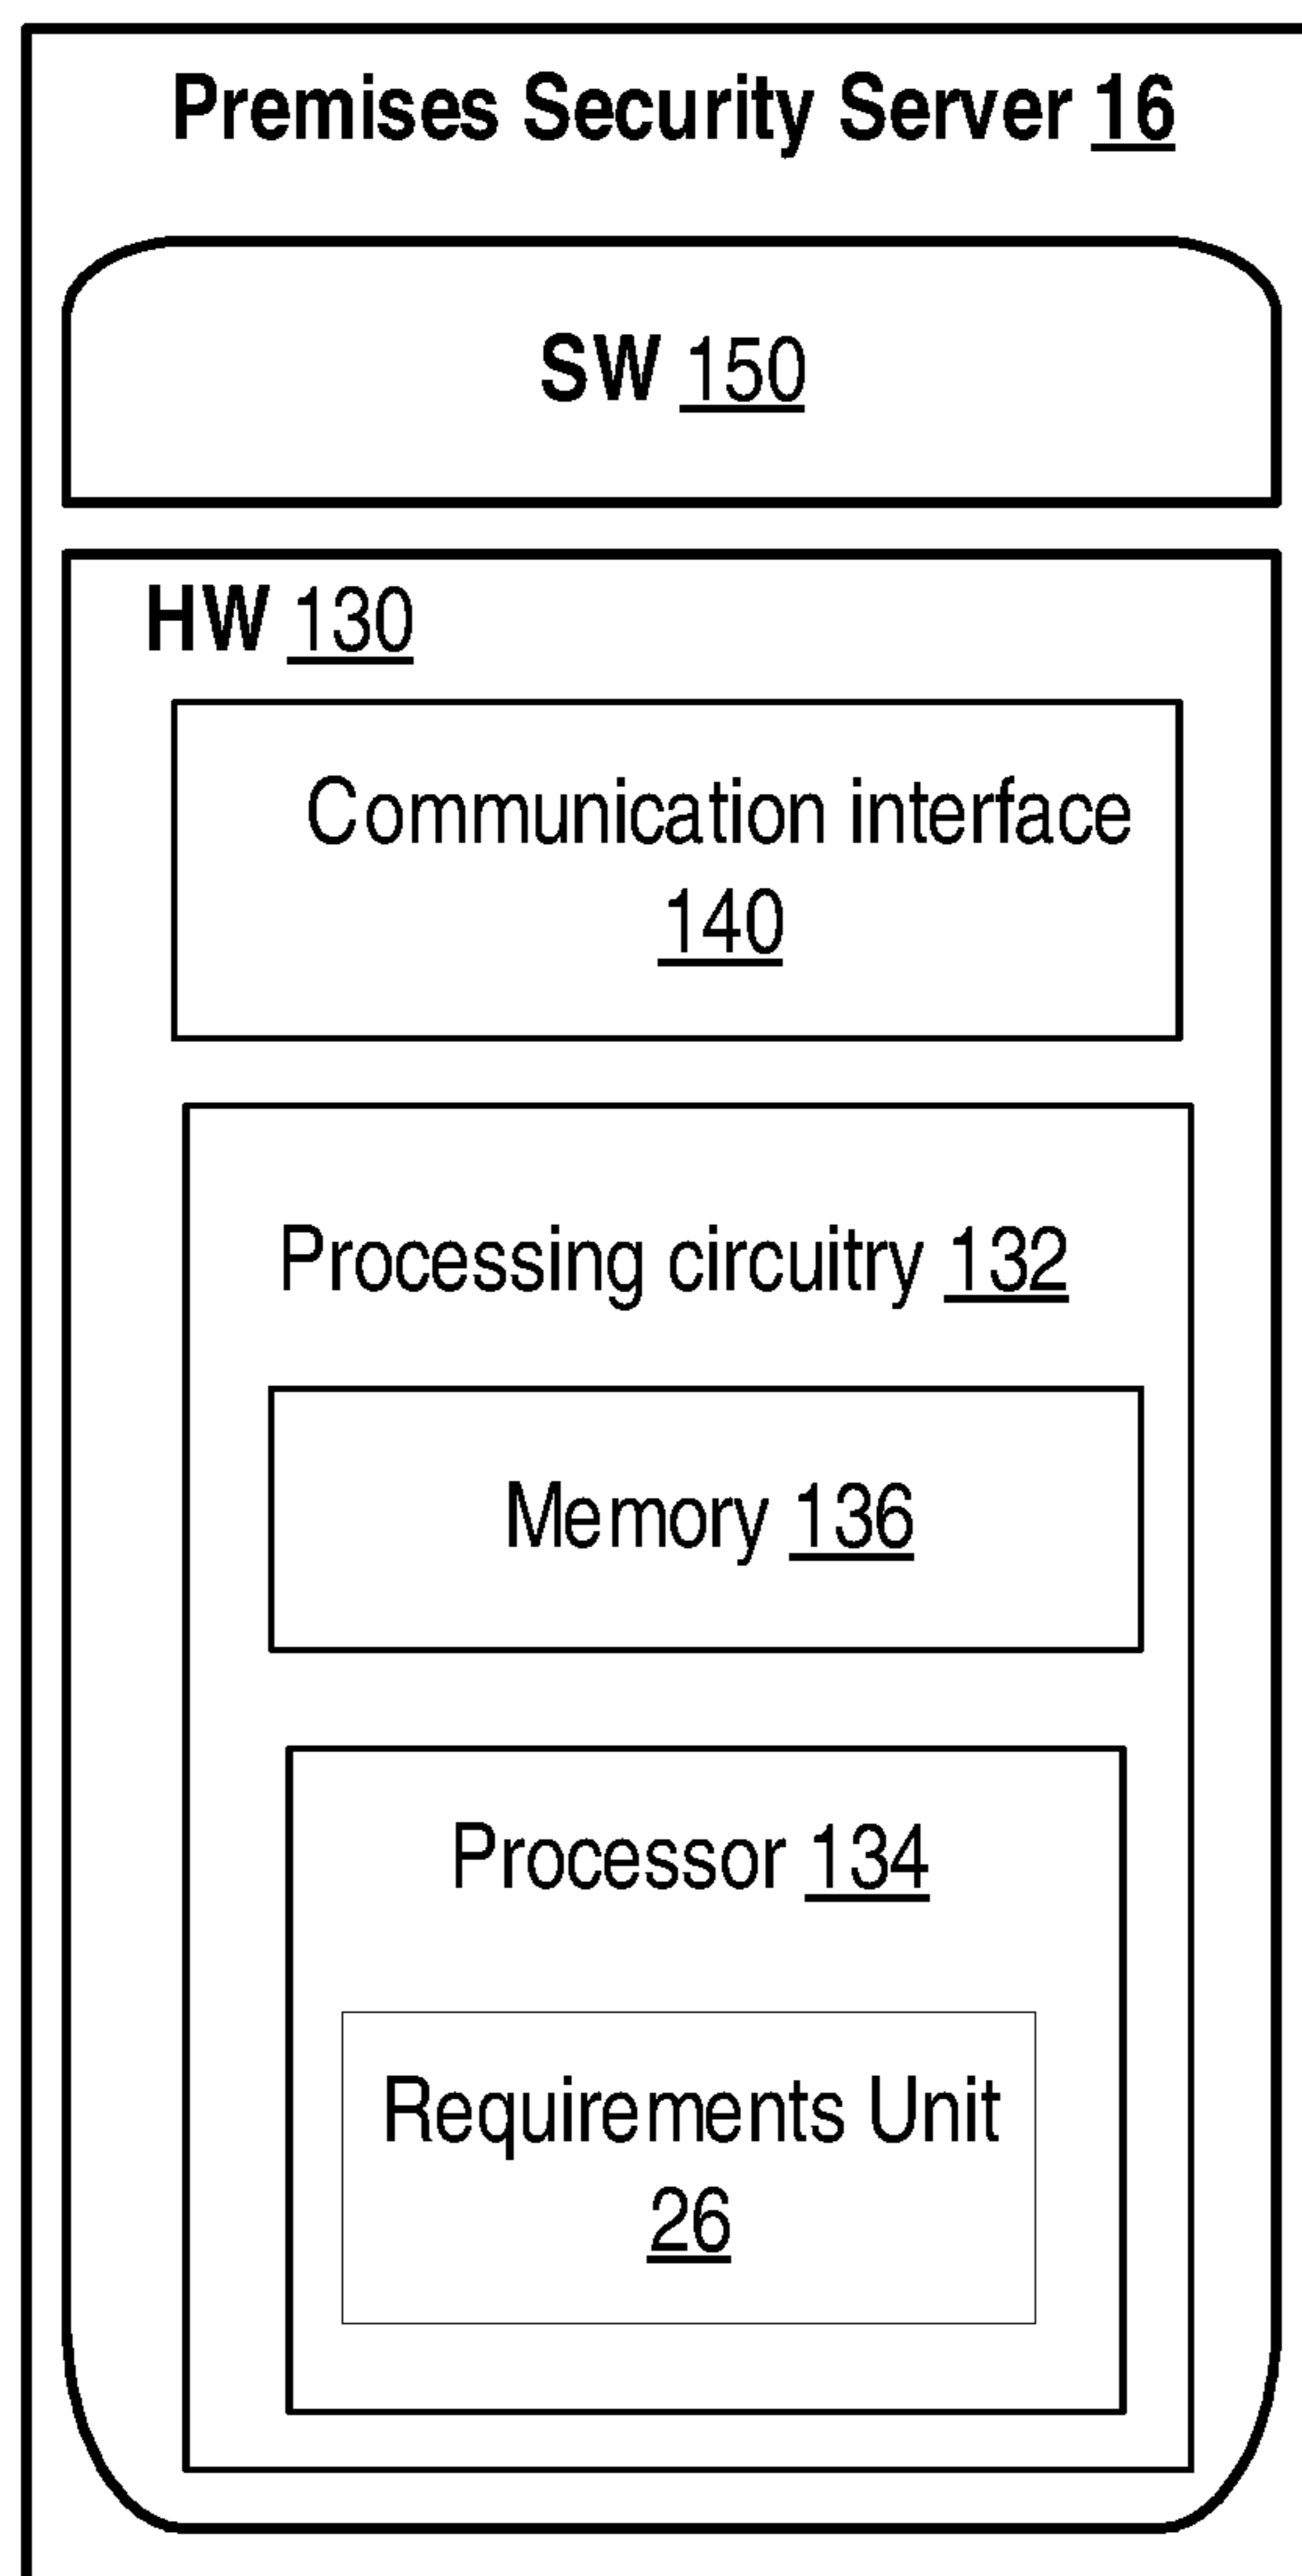 Premises Security Server 16
SW 150
HW 130
Communication interface
140
Processing circuitry 132
Memory 136
Processor 134
Requirements Unit
26